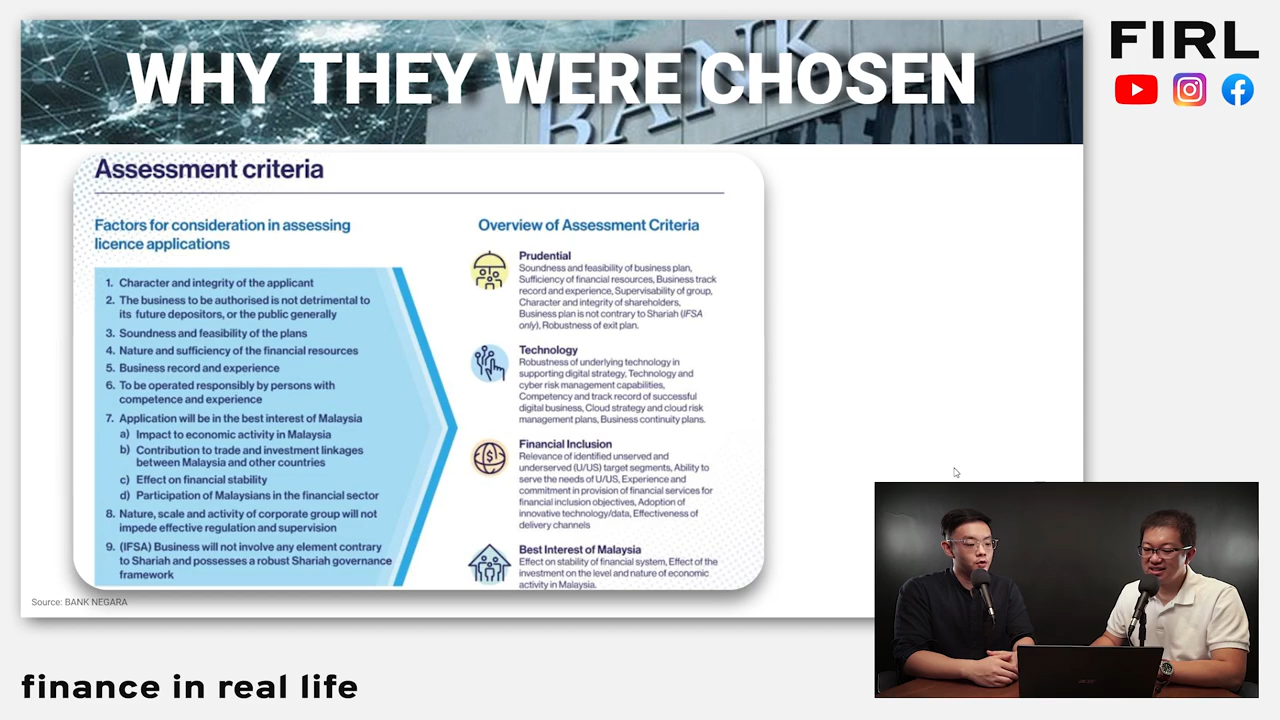 WHY THEY WERE CHOSEN
BANK
FIRL
Assessment criteria
Factors for consideration in assessing
licence applications
1. Character and integrity of the applicant
2. The business to be authorised is not detrimental to
its future depositors, or the public generally
3. Soundness and feasibility of the plans
4. Nature and sufficiency of the financial resources
5. Business record and experience
6. To be operated responsibly by persons with
competence and experience
7. Application will be in the best interest of Malaysia
a) Impact to economic activity in Malaysia
b) Contribution to trade and investment linkages
between Malaysia and other countries
c) Effect on financial stability
d) Participation of Malaysians in the financial sector
8. Nature, scale and activity of corporate group will not
impede effective regulation and supervision
9. (IFSA) Business will not involve any element contrary
to Shariah and possesses a robust Shariah governance
framework
Overview of Assessment Criteria
Prudential
Soundness and feasibility of business plan,
Sufficiency of financial resources, Business track
record and experience, Supervisability of group,
Character and integrity of shareholders,
Business plan is not contrary to Shariah (IFSA
only), Robustness of exit plan.
Technology
Robustness of underlying technology in
supporting digital strategy, Technology and
cyber risk management capabilities,
Competency and track record of successful
digital business, Cloud strategy and cloud risk
management plans, Business continuity plans.
Financial Inclusion
Relevance of identified unserved and
underserved (U/US) target segments, Ability to
serve the needs of U/US, Experience and
commitment in provision of financial services for
financial inclusion objectives, Adoption of
innovative technology/data, Effectiveness of
delivery channels
Best Interest of Malaysia
Effect on stability of financial system, Effect of the
investment on the level and nature of economic
activity in Malaysia.
Source: BANK NEGARA
acer
finance in real life